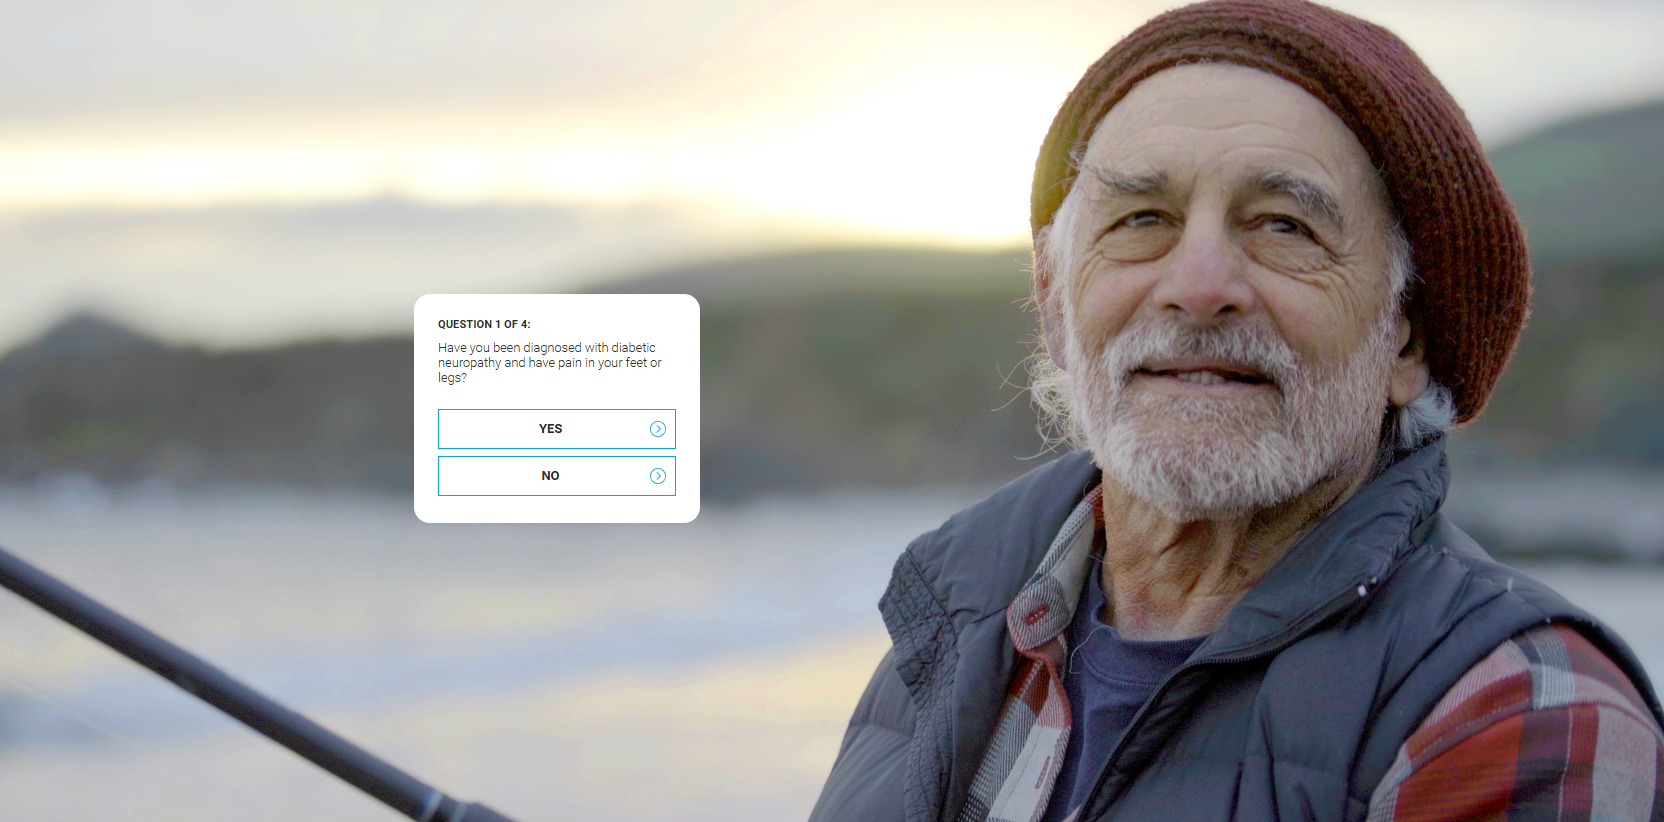 QUESTION 1 OF 4:
Have you been diagnosed with diabetic
neuropathy and have pain in your feet or
legs?
YES
NO